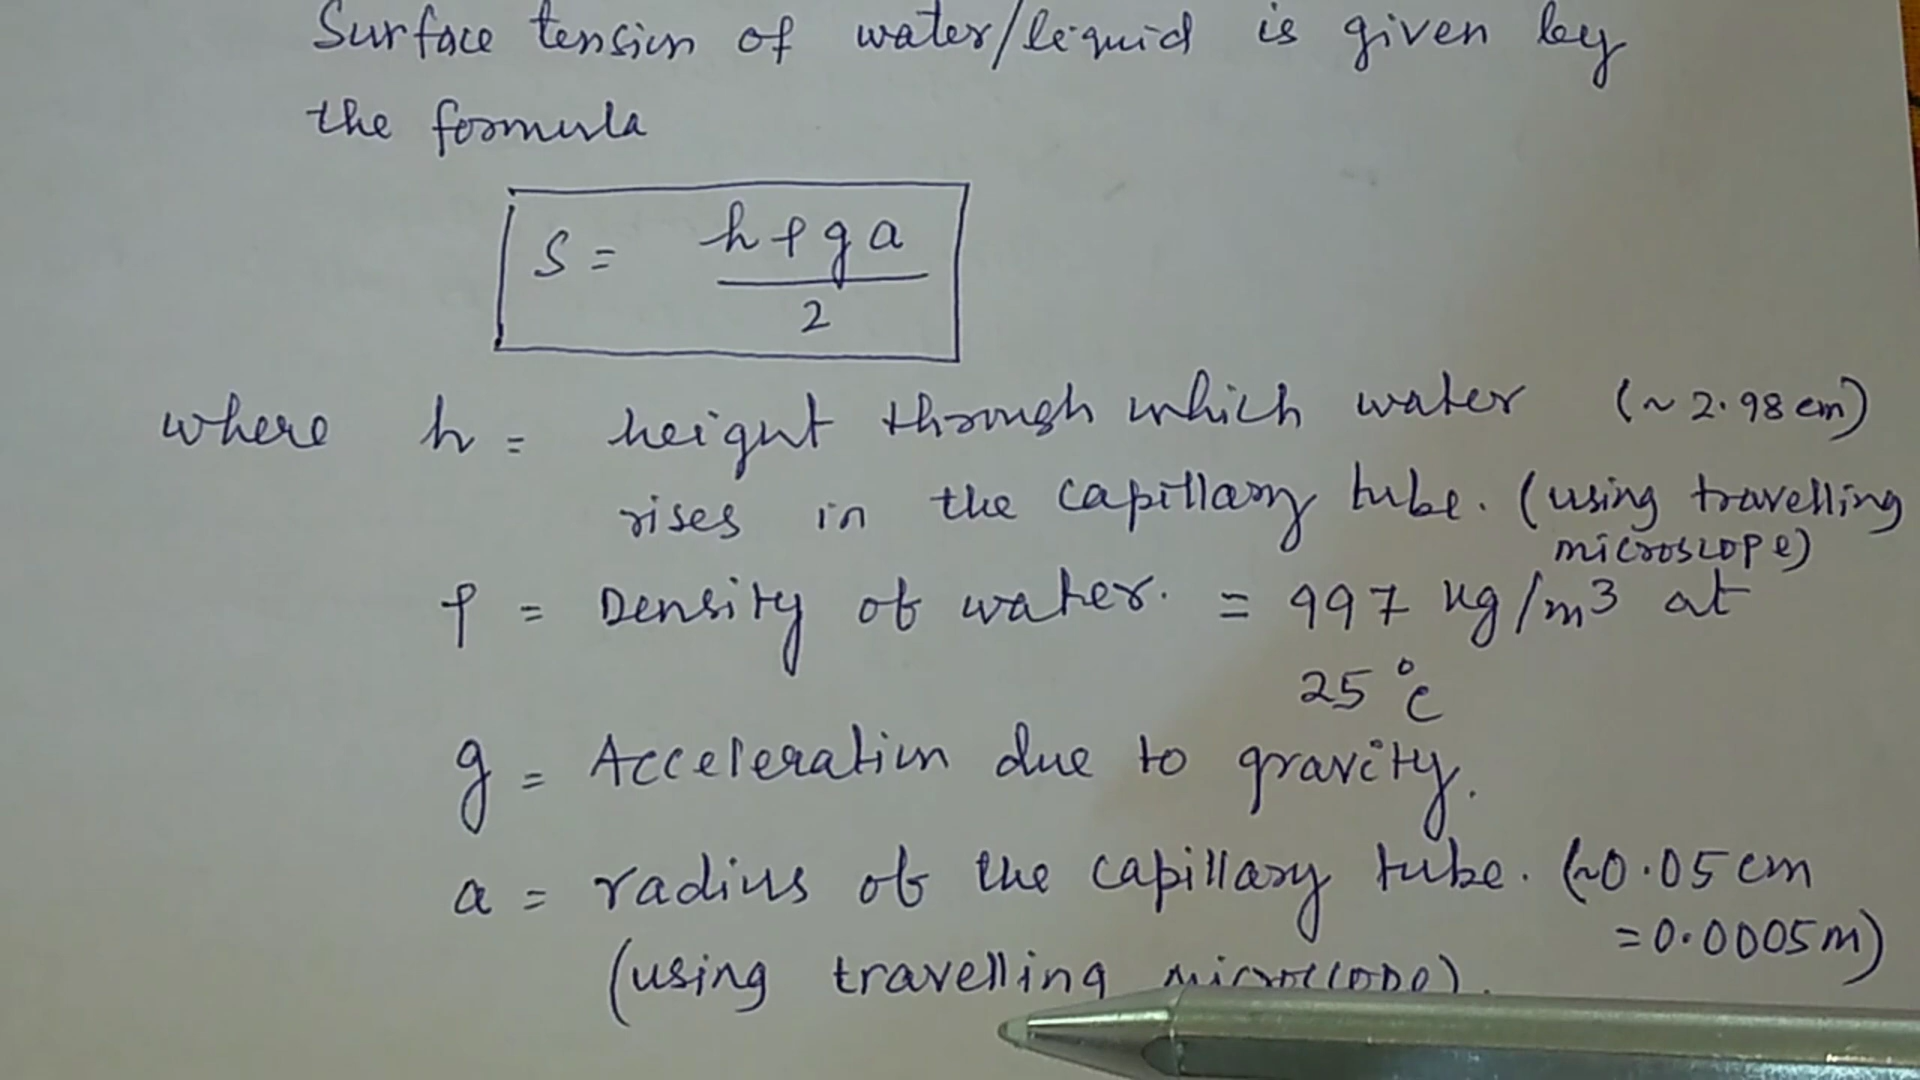 Surface tension of water/liquid is given by
the formula
S = hρga
2
where h = height through which water (~ 2.98 cm)
rises in the capillary tube. (using travelling
microscope)
ρ = Density of water. = 997 kg/m3 at
25 °c
g = Acceleration due to gravity.
a = radius of the capillary tube. (~0.05 cm
= 0.0005m)
(using travelling microscope).